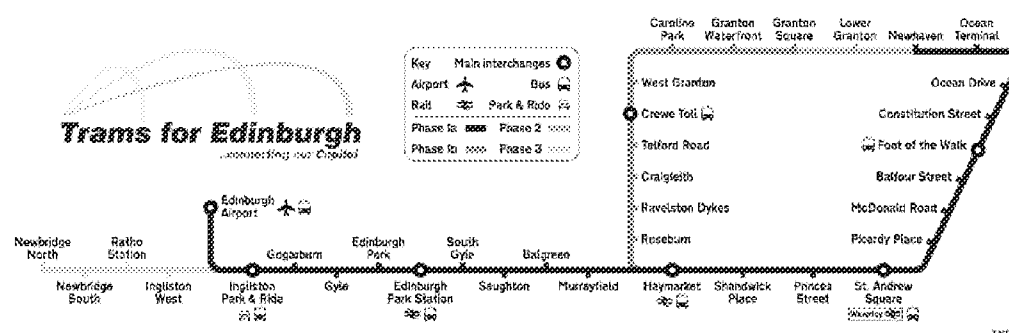 Trams for Edinburgh
...connecting our Capital
Key Main interchanges
Airport Bus
Rail Park & Ride
Phase 1a Phase 2
Phase 1b Phase 3
Caroline
Park
Granton
Waterfront
Granton
Square
Lower
Granton
Newhaven
Ocean
Terminal
West Granton
Crewe Toll
Telford Road
Craigleith
Ravelston Dykes
Roseburn
Ocean Drive
Constitution Street
Foot of the Walk
Balfour Street
McDonald Road
Picardy Place
Edinburgh
Airport
Newbridge
North
Newbridge
South
Ratho
Station
Ingliston
West
Ingliston
Park & Ride
Gogarburn
Gyle
Edinburgh
Park
Edinburgh
Park Station
South
Gyle
Saughton
Balgreen
Murrayfield
Haymarket
Shandwick
Place
Princes
Street
St. Andrew
Square
Waverley